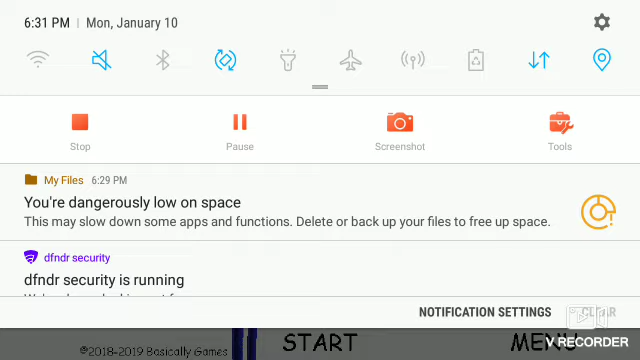 6:31 PM | Mon, January 10
Stop
Pause
Screenshot
Tools
My Files 6:29 PM
You're dangerously low on space
This may slow down some apps and functions. Delete or back up your files to free up space.
dfndr security
dfndr security is running
NOTIFICATION SETTINGS
CLEAR
©2018-2019 Basically Games
START
MENU
V RECORDER